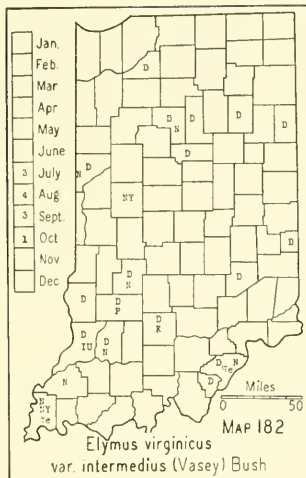 Jan.
Feb.
Mar
Apr
May
June
3 July
4 Aug
3 Sept.
1 Oct
Nov
Dec
D
D
D
D
D
N
D
D
N
NY
D
D
N
D
D
P
D
K
D
IU
D
N
D
We
N
D
N
N
NY
Te
Miles
0
50
MAP 182
Elymus virginicus
var. intermedius (Vasey) Bush